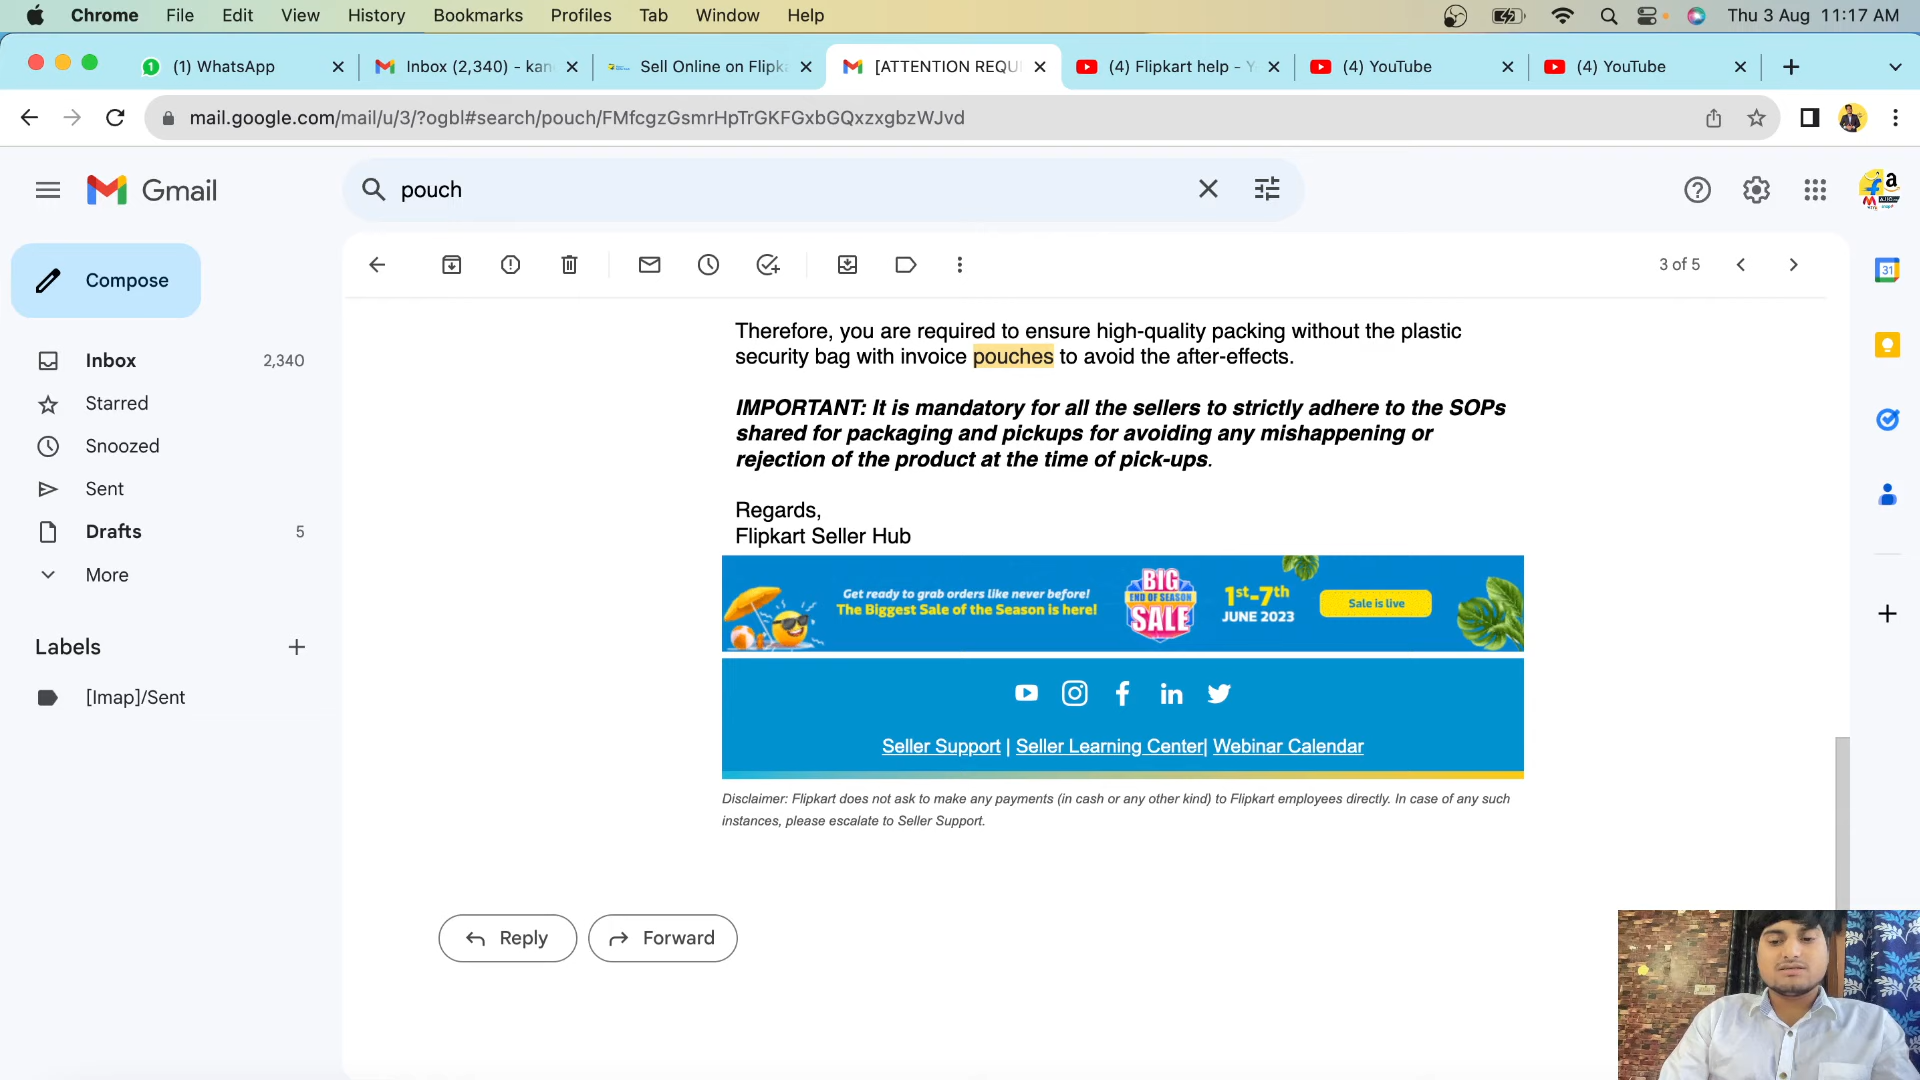 Chrome File Edit View History Bookmarks Profiles Tab Window Help Thu 3 Aug 11:17 AM
(1) WhatsApp Inbox (2,340) - kan Sell Online on Flipka [ATTENTION REQU (4) Flipkart help - Y (4) YouTube (4) YouTube
mail.google.com/mail/u/3/?ogbl#search/pouch/FMfcgzGsmrHpTrGKFGxbGQxzxgbzWJvd
Gmail
pouch
Compose
3 of 5
Inbox 2,340
Starred
Snoozed
Sent
Drafts 5
More
Labels
[Imap]/Sent
Therefore, you are required to ensure high-quality packing without the plastic
security bag with invoice pouches to avoid the after-effects.
IMPORTANT: It is mandatory for all the sellers to strictly adhere to the SOPs
shared for packaging and pickups for avoiding any mishappening or
rejection of the product at the time of pick-ups.
Regards,
Flipkart Seller Hub
Get ready to grab orders like never before!
The Biggest Sale of the Season is here!
BIG
END OF SEASON
SALE
1st-7th
JUNE 2023
Sale is live
Seller Support | Seller Learning Center| Webinar Calendar
Disclaimer: Flipkart does not ask to make any payments (in cash or any other kind) to Flipkart employees directly. In case of any such
instances, please escalate to Seller Support.
Reply Forward
31